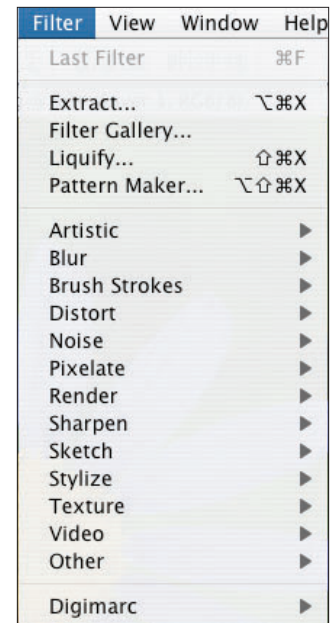 Filter View Window Help
Last Filter ⌘F
Extract... ⌥⌘X
Filter Gallery...
Liquify... ⇧⌘X
Pattern Maker... ⌥⇧⌘X
Artistic ▶
Blur ▶
Brush Strokes ▶
Distort ▶
Noise ▶
Pixelate ▶
Render ▶
Sharpen ▶
Sketch ▶
Stylize ▶
Texture ▶
Video ▶
Other ▶
Digimarc ▶